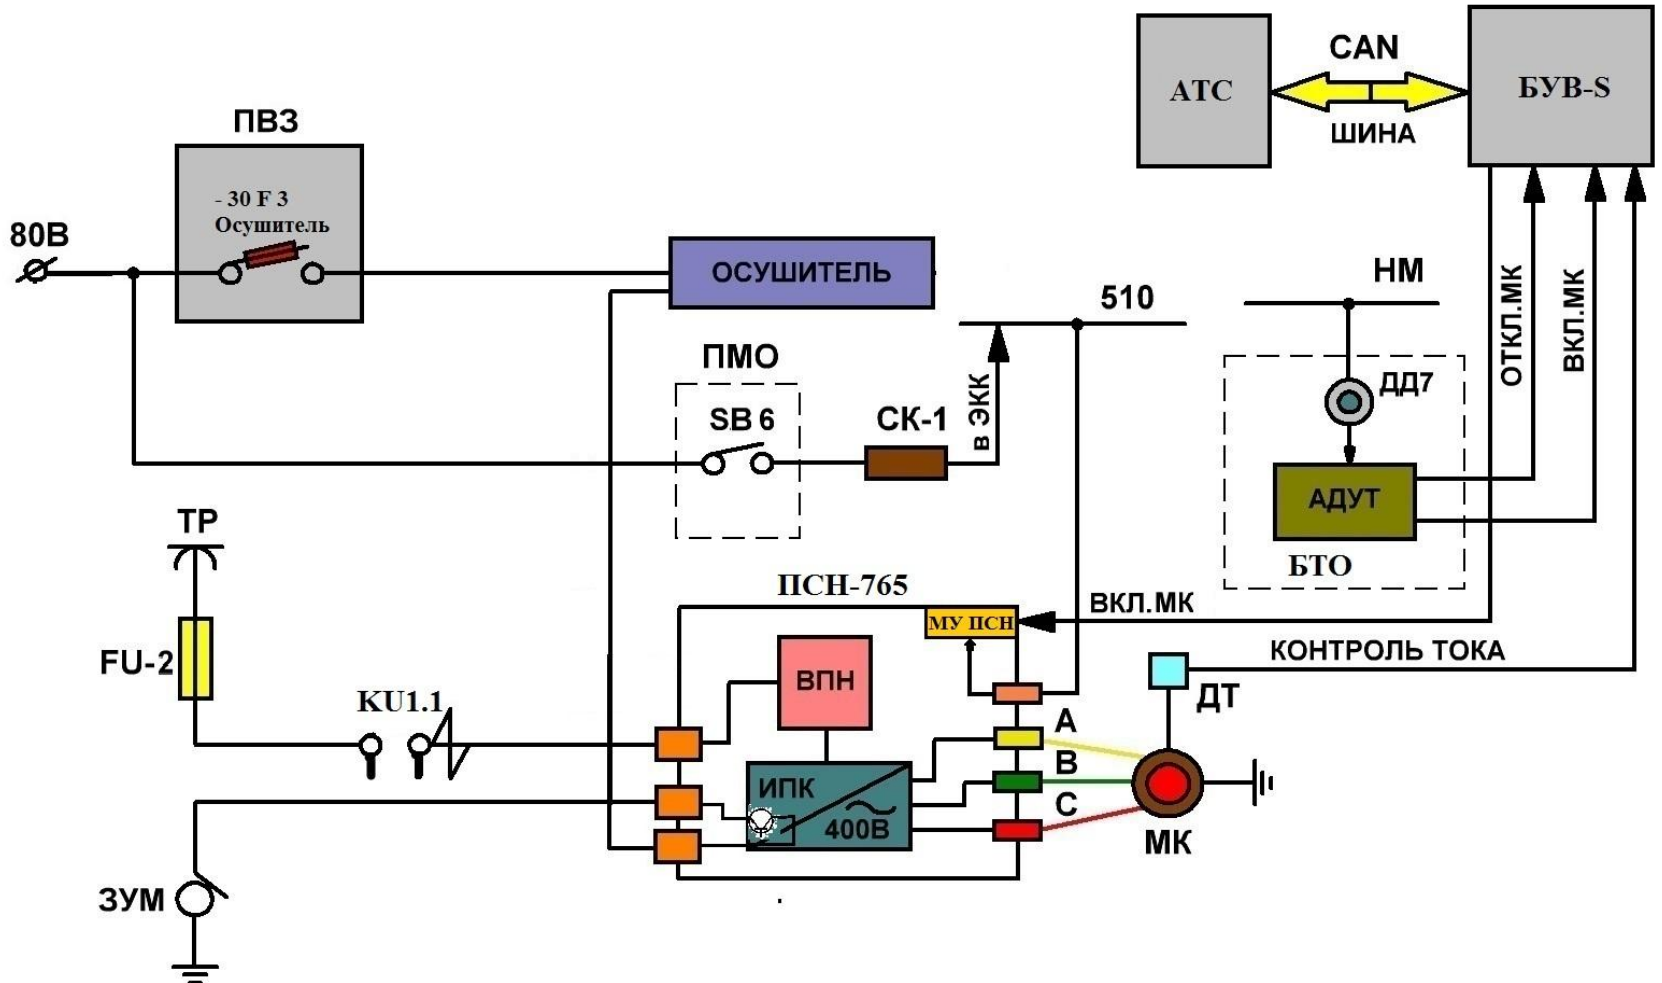 CAN
АТС
БУВ-S
ШИНА
ПВЗ
- 30 F 3
Осушитель
80В
ОСУШИТЕЛЬ
510
НМ
ОТКЛ.МК
ВКЛ.МК
ПМО
SB 6
СК-1
в ЭКК
ДД7
АДУТ
БТО
ТР
FU-2
ПСН-765
МУ ПСН
ВКЛ.МК
КОНТРОЛЬ ТОКА
ВПН
ДТ
KU1.1
А
В
С
ИПК
400В
МК
ЗУМ